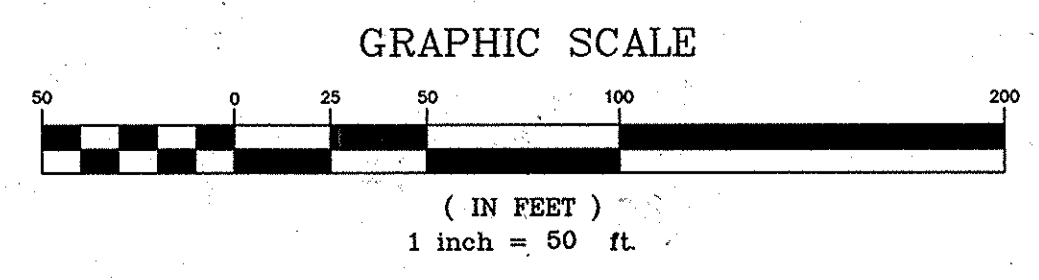 GRAPHIC SCALE
50 0 25 50 100 200
( IN FEET )
1 inch = 50 ft.